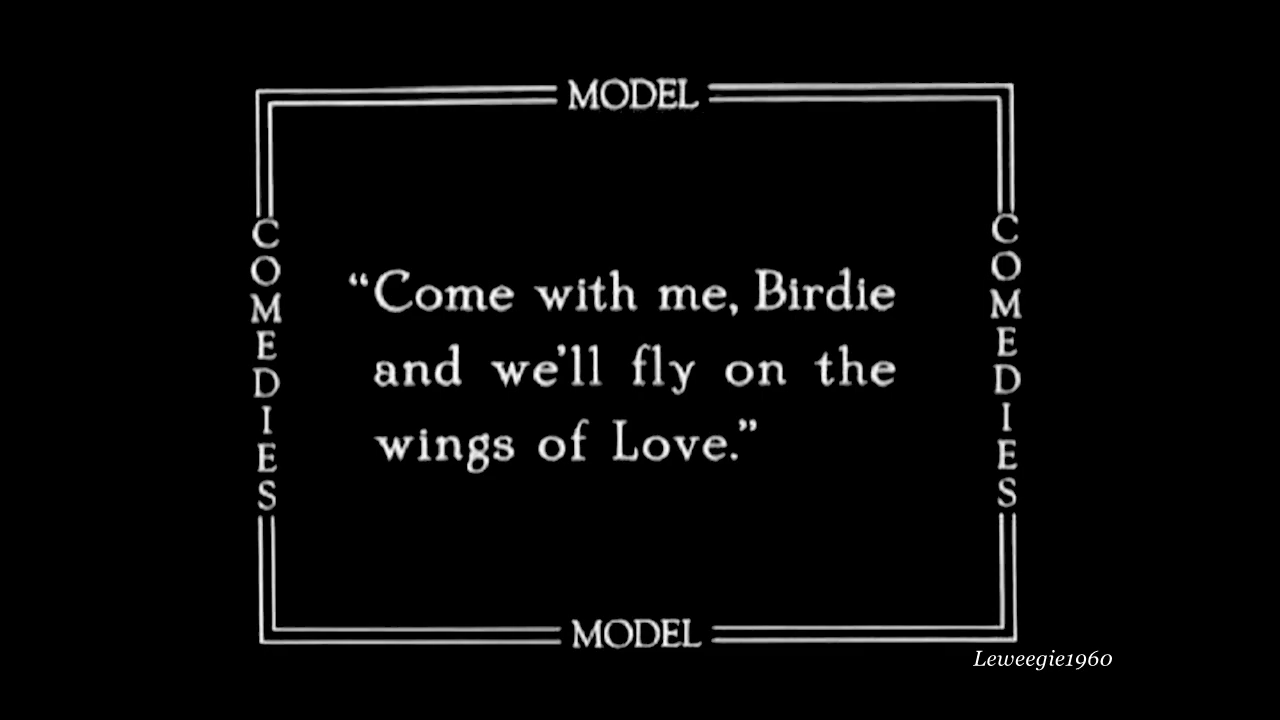 MODEL
COMEDIES
COMEDIES
“Come with me, Birdie
and we’ll fly on the
wings of Love.”
MODEL
Leweegie1960